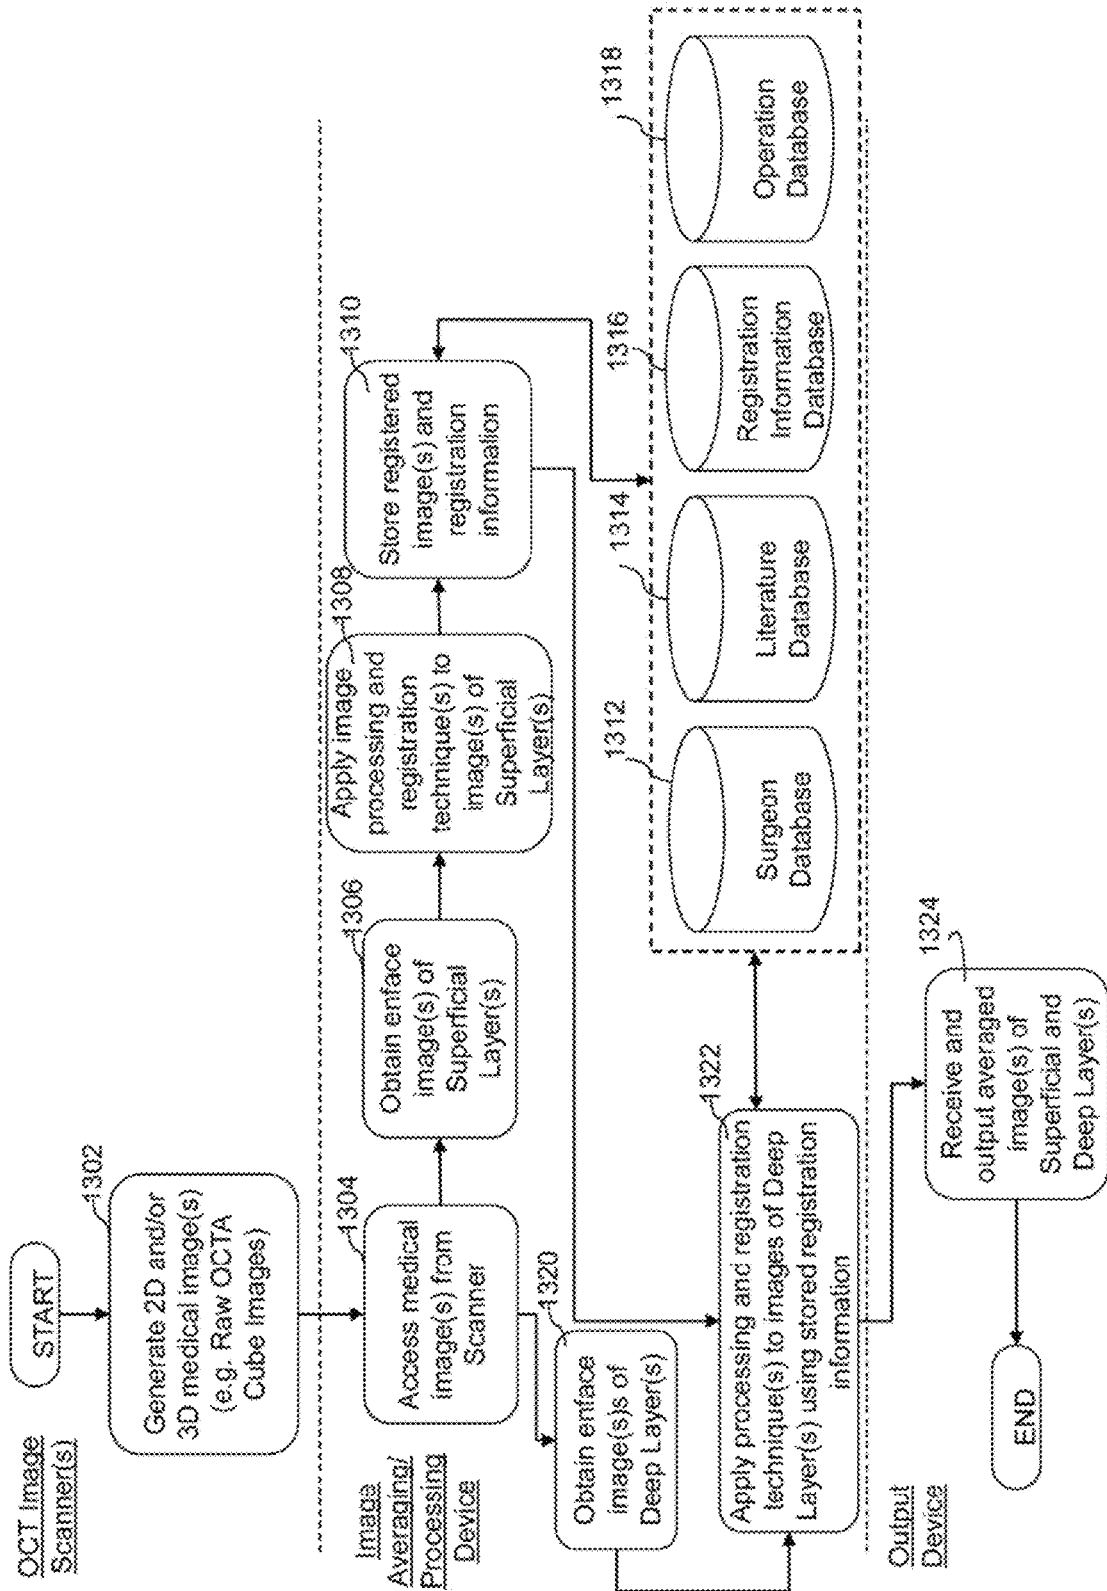 OCT Image
Scanner(s)
START
1302
Generate 2D and/or
3D medical image(s)
(e.g. Raw OCTA
Cube Images)
Image
Averaging/
Processing
Device
1304
Access medical
image(s) from
Scanner
1306
Obtain enface
image(s) of
Superficial
Layer(s)
1308
Apply image
processing and
registration
technique(s) to
image(s) of
Superficial
Layer(s)
1310
Store registered
image(s) and
registration
information
1320
Obtain enface
image(s)s of
Deep Layer(s)
1322
Apply processing and registration
technique(s) to images of Deep
Layer(s) using stored registration
information
1312
Surgeon
Database
1314
Literature
Database
1316
Registration
Information
Database
1318
Operation
Database
Output
Device
1324
Receive and
output averaged
image(s) of
Superficial and
Deep Layer(s)
END